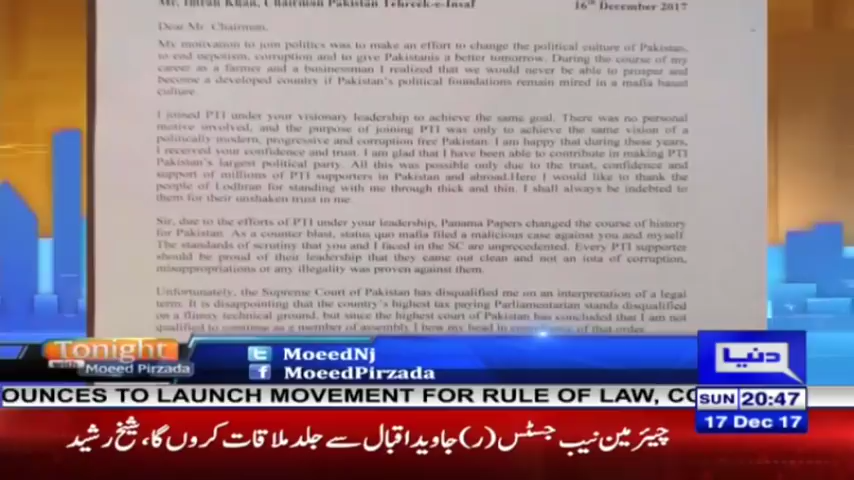 Mr. Imran Khan, Chairman Pakistan Tehreek-e-Insaf 16th December 2017
Dear Mr. Chairman,
My motivation to join politics was to make an effort to change the political culture of Pakistan,
to end nepotism, corruption and to give Pakistanis a better tomorrow. During the course of my
career as a farmer and a businessman I realized that we would never be able to prosper and
become a developed country if Pakistan's political foundations remain mired in a mafia based
culture.
I joined PTI under your visionary leadership to achieve the same goal. There was no personal
motive involved, and the purpose of joining PTI was only to achieve the same vision of a
politically modern, progressive and corruption free Pakistan. I am happy that during these years,
I received your confidence and trust. I am glad that I have been able to contribute in making PTI
Pakistan's largest political party. All this was possible only due to the trust, confidence and
support of millions of PTI supporters in Pakistan and abroad.Here I would like to thank the
people of Lodhran for standing with me through thick and thin. I shall always be indebted to
them for their unshaken trust in me.
Sir, due to the efforts of PTI under your leadership, Panama Papers changed the course of history
for Pakistan. As a counter blast, status quo mafia filed a malicious case against you and myself.
The standards of scrutiny that you and I faced in the SC are unprecedented. Every PTI supporter
should be proud of their leadership that they came out clean and not an iota of corruption,
misappropriations or any illegality was proven against them.
Unfortunately, the Supreme Court of Pakistan has disqualified me on an interpretation of a legal
term. It is disappointing that the country's highest tax paying Parliamentarian stands disqualified
on a flimsy technical ground, but since the highest court of Pakistan has concluded that I am not
qualified to continue as a member of assembly I bow my head in of that order.
Tonight
with Moeed Pirzada
MoeedNj
MoeedPirzada
دنیا
OUNCES TO LAUNCH MOVEMENT FOR RULE OF LAW, CO
SUN 20:47
17 Dec 17
چیئرمین نیب جسٹس (ر) جاوید اقبال سے جلد ملاقات کروں گا، شیخ رشید